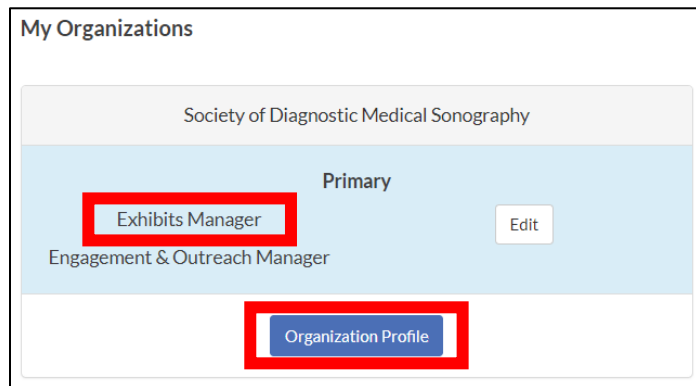 My Organizations
Society of Diagnostic Medical Sonography
Primary
Exhibits Manager
Edit
Engagement & Outreach Manager
Organization Profile